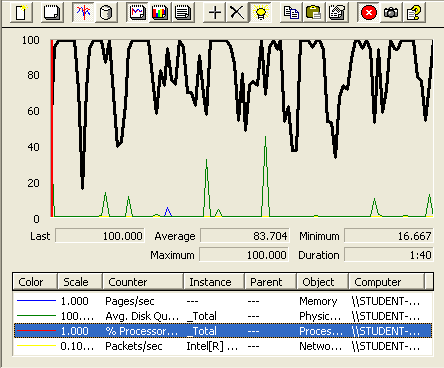 100
80
60
40
20
0
Last 100.000 Average 83.704 Minimum 16.667
Maximum 100.000 Duration 1:40
Color Scale Counter Instance Parent Object Computer
1.000 Pages/sec --- --- Memory \\STUDENT-...
100.... Avg. Disk Qu... _Total --- Physic... \\STUDENT-...
1.000 % Processor... _Total --- Proces... \\STUDENT-...
0.10... Packets/sec Intel[R] ... --- Netwo... \\STUDENT-...